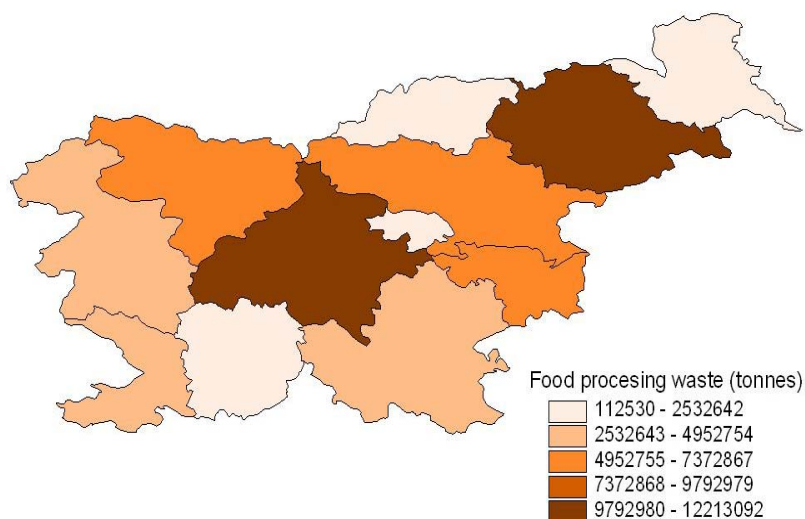 Food procesing waste (tonnes)
112530 - 2532642
2532643 - 4952754
4952755 - 7372867
7372868 - 9792979
9792980 - 12213092